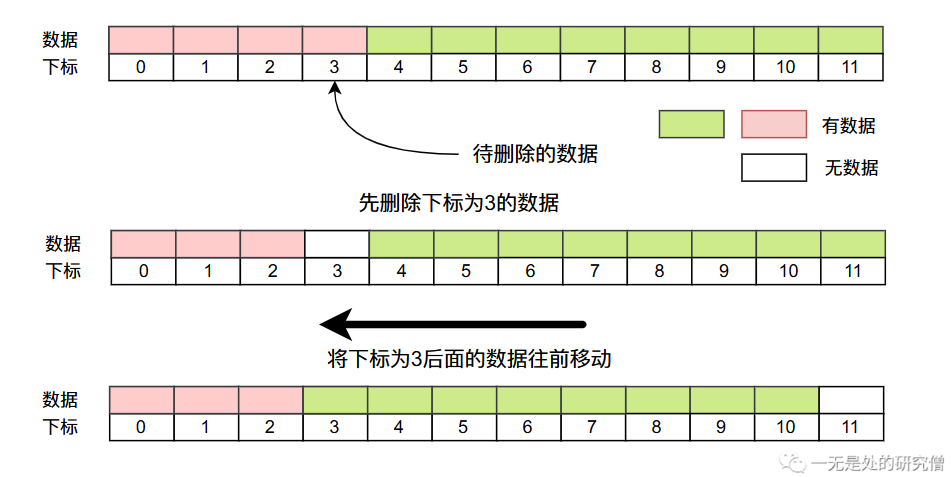 数据
下标 0 1 2 3 4 5 6 7 8 9 10 11
有数据
待删除的数据
无数据
先删除下标为3的数据
数据
下标 0 1 2 3 4 5 6 7 8 9 10 11
将下标为3后面的数据往前移动
数据
下标 0 1 2 3 4 5 6 7 8 9 10 11
一无是处的研究僧